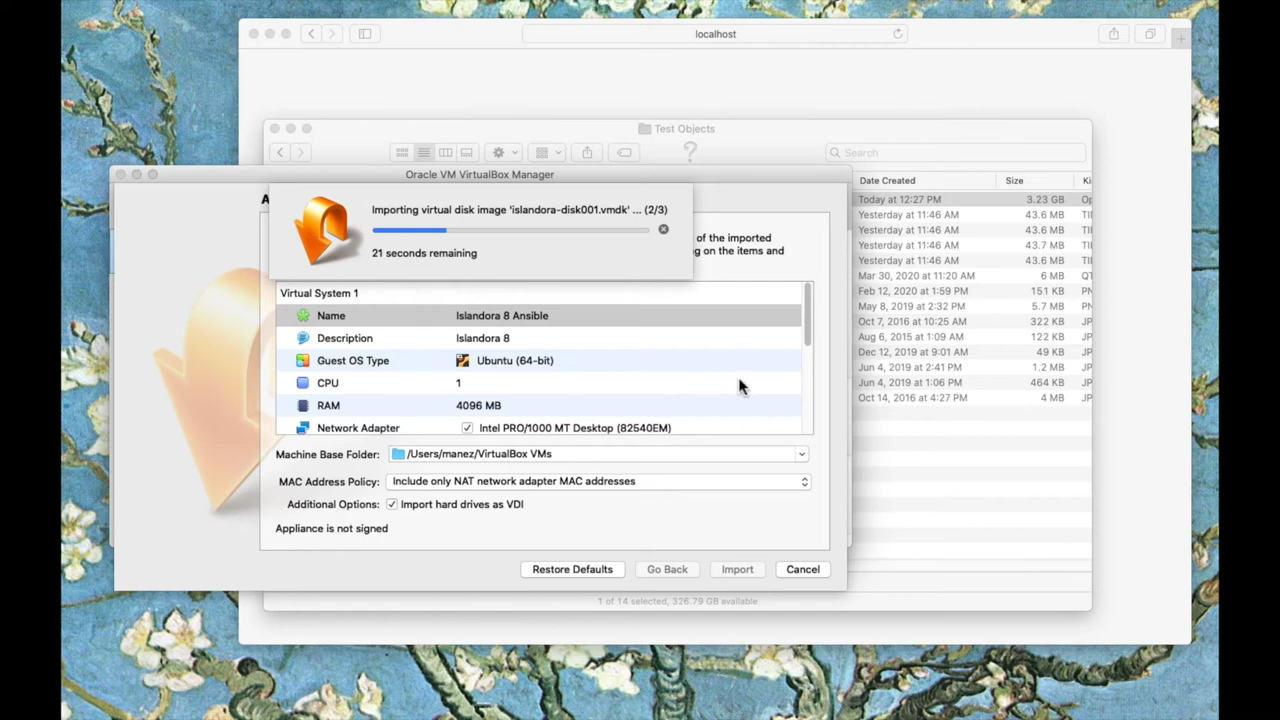 localhost
Test Objects
Search
Oracle VM VirtualBox Manager
Date Created Size
Importing virtual disk image 'islandora-disk001.vmdk' ... (2/3)
21 seconds remaining
of the imported
g on the items and
Virtual System 1
Name Islandora 8 Ansible
Description Islandora 8
Guest OS Type Ubuntu (64-bit)
CPU 1
RAM 4096 MB
Network Adapter Intel PRO/1000 MT Desktop (82540EM)
Machine Base Folder: /Users/manez/VirtualBox VMs
MAC Address Policy: Include only NAT network adapter MAC addresses
Additional Options: Import hard drives as VDI
Appliance is not signed
Restore Defaults Go Back Import Cancel
Today at 12:27 PM 3.23 GB
Yesterday at 11:46 AM 43.6 MB
Yesterday at 11:46 AM 43.6 MB
Yesterday at 11:46 AM 43.7 MB
Yesterday at 11:46 AM 43.6 MB
Mar 30, 2020 at 11:20 AM 6 MB
Feb 12, 2020 at 1:59 PM 151 KB
May 8, 2019 at 2:32 PM 5.7 MB
Oct 7, 2016 at 10:25 AM 322 KB
Aug 6, 2015 at 1:09 AM 122 KB
Dec 12, 2019 at 9:01 AM 49 KB
Jun 4, 2019 at 2:41 PM 1.2 MB
Jun 4, 2019 at 1:06 PM 464 KB
Oct 14, 2016 at 4:27 PM 4 MB
1 of 14 selected, 326.79 GB available